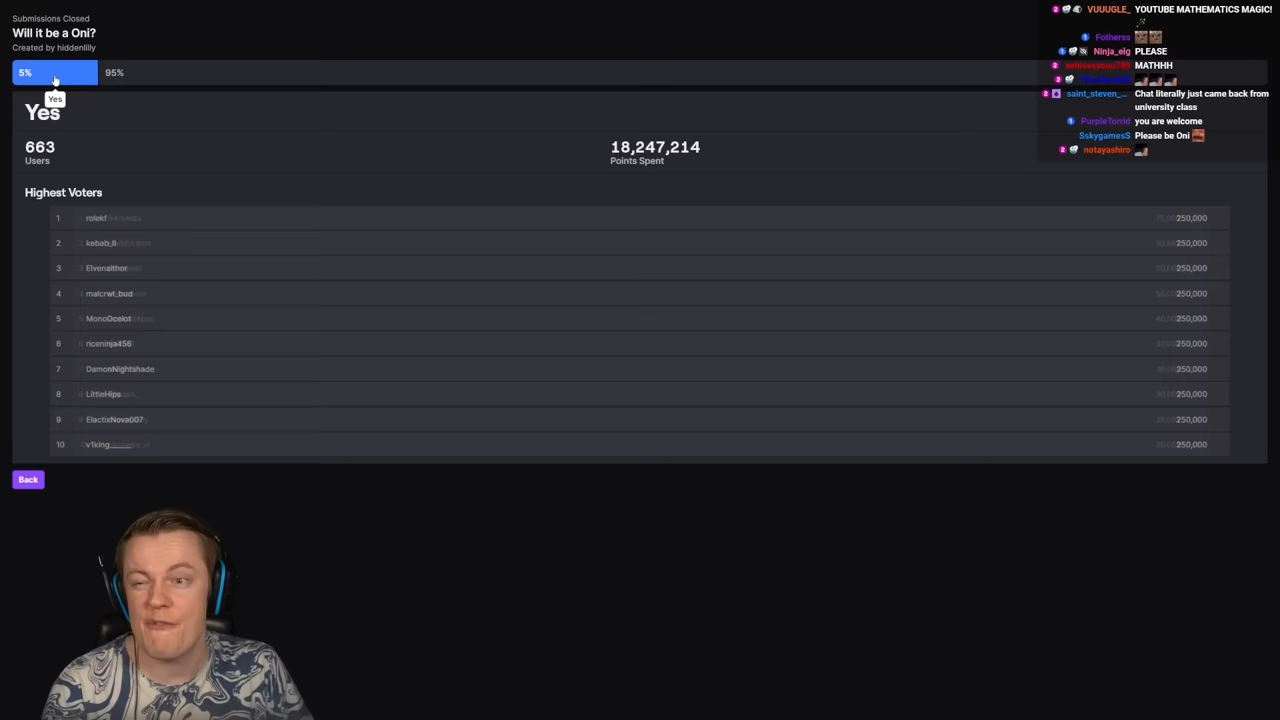 Submissions Closed
Will it be a Oni?
Created by hiddenlilly
5%
95%
Yes
Yes
663
Users
18,247,214
Points Spent
Highest Voters
1 rolekf 250,000
2 kebab_ll 250,000
3 Elvenaithor 250,000
4 malcrwl_bud 250,000
5 MonoOcelot 250,000
6 riceninja456 250,000
7 DamonNightshade 250,000
8 LittleHips 250,000
9 ElactixNova007 250,000
10 v1king 250,000
Back
VUUUGLE_ YOUTUBE MATHEMATICS MAGIC!
Fotherss
Ninja_elg PLEASE
MATHHH
saint_steven_... Chat literally just came back from
university class
PurpleTorrid you are welcome
SskygamesS Please be Oni
notayashiro